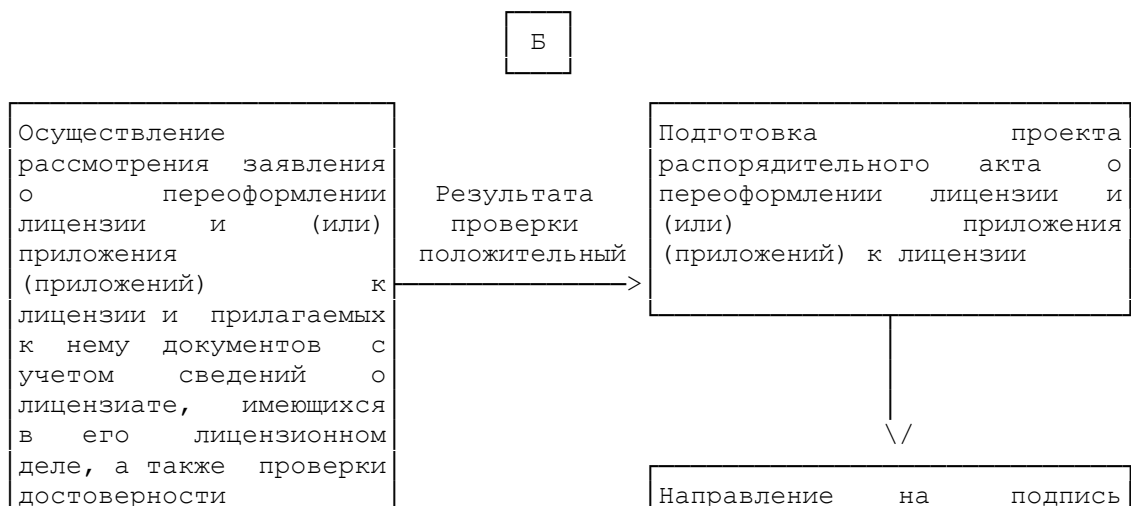 Б
Осуществление
рассмотрения заявления
о переоформлении
лицензии и (или)
приложения
(приложений) к
лицензии и прилагаемых
к нему документов с
учетом сведений о
лицензиате, имеющихся
в его лицензионном
деле, а также проверки
достоверности
Результата
проверки
положительный
Подготовка проекта
распорядительного акта о
переоформлении лицензии и
(или) приложения
(приложений) к лицензии
Направление на подпись